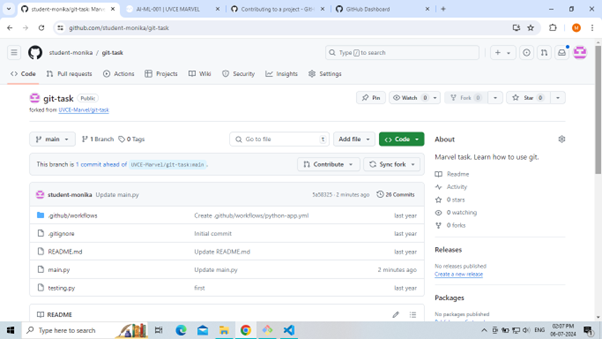 student-monika/git-task: Marvel
AI-ML-001 | UVCE MARVEL
Contributing to a project - GitH
GitHub Dashboard
github.com/student-monika/git-task
student-monika / git-task
Type / to search
Code
Pull requests
Actions
Projects
Wiki
Security
Insights
Settings
git-task Public
forked from UVCE-Marvel/git-task
Pin
Watch 0
Fork 0
Star 0
main
1 Branch
0 Tags
Go to file
t
Add file
Code
This branch is 1 commit ahead of UVCE-Marvel/git-task:main .
Contribute
Sync fork
student-monika Update main.py
2 minutes ago
26 Commits
.github/workflows Create .github/workflows/python-app.yml last year
.gitignore Initial commit last year
README.md Update README.md last year
main.py Update main.py 2 minutes ago
testing.py first last year
README
About
Marvel task. Learn how to use git.
Readme
Activity
0 stars
0 watching
0 forks
Releases
No releases published
Create a new release
Packages
No packages published
Type here to search
ENG
02:07 PM
06-07-2024